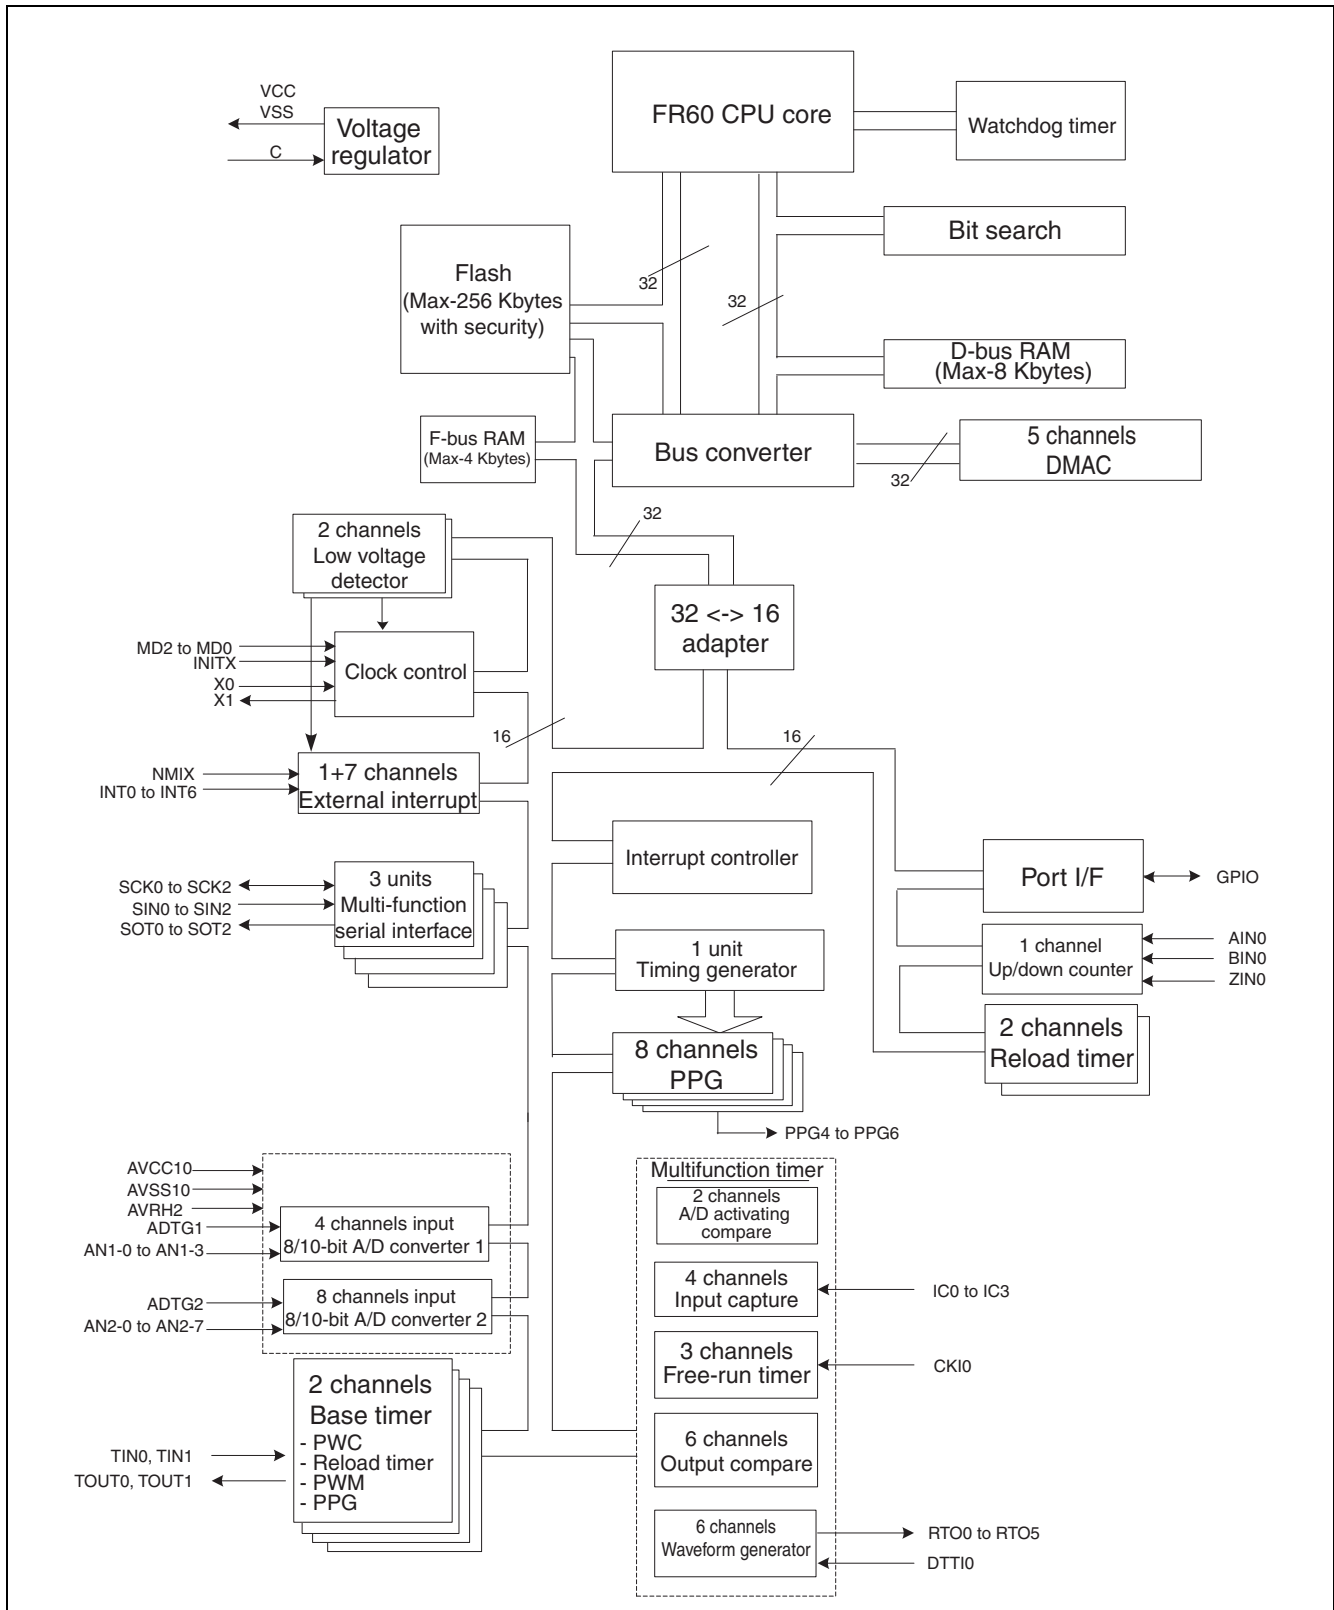 VCC
VSS
C
Voltage
regulator
FR60 CPU core
Watchdog timer
Bit search
Flash
(Max-256 Kbytes
with security)
32
32
D-bus RAM
(Max-8 Kbytes)
F-bus RAM
(Max-4 Kbytes)
Bus converter
5 channels
DMAC
32
32
2 channels
Low voltage
detector
32 <-> 16
adapter
MD2 to MD0
INITX
X0
X1
Clock control
16
16
NMIX
INT0 to INT6
1+7 channels
External interrupt
Interrupt controller
Port I/F
GPIO
SCK0 to SCK2
SIN0 to SIN2
SOT0 to SOT2
3 units
Multi-function
serial interface
1 unit
Timing generator
1 channel
Up/down counter
AIN0
BIN0
ZIN0
8 channels
PPG
2 channels
Reload timer
PPG4 to PPG6
AVCC10
AVSS10
AVRH2
ADTG1
AN1-0 to AN1-3
4 channels input
8/10-bit A/D converter 1
ADTG2
AN2-0 to AN2-7
8 channels input
8/10-bit A/D converter 2
Multifunction timer
2 channels
A/D activating
compare
4 channels
Input capture
IC0 to IC3
3 channels
Free-run timer
CKI0
6 channels
Output compare
6 channels
Waveform generator
RTO0 to RTO5
DTTI0
2 channels
Base timer
- PWC
- Reload timer
- PWM
- PPG
TIN0, TIN1
TOUT0, TOUT1